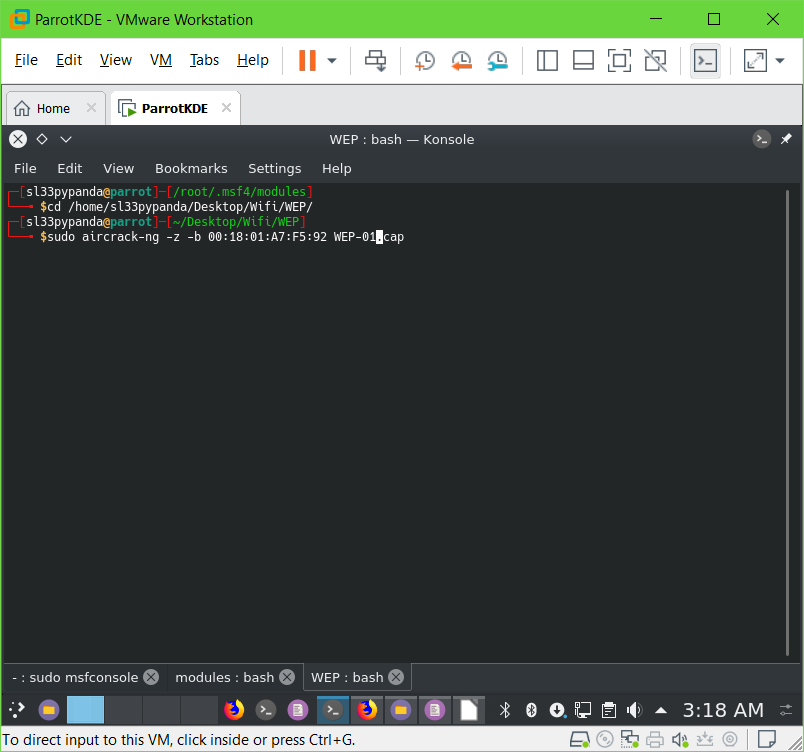 ParrotKDE - VMware Workstation
File Edit View VM Tabs Help
Home ParrotKDE
WEP : bash — Konsole
File Edit View Bookmarks Settings Help
┌─[sl33pypanda@parrot]─[/root/.msf4/modules]
└──╼ $cd /home/sl33pypanda/Desktop/Wifi/WEP/
┌─[sl33pypanda@parrot]─[~/Desktop/Wifi/WEP]
└──╼ $sudo aircrack-ng -z -b 00:18:01:A7:F5:92 WEP-01.cap
- : sudo msfconsole modules : bash WEP : bash
3:18 AM
To direct input to this VM, click inside or press Ctrl+G.